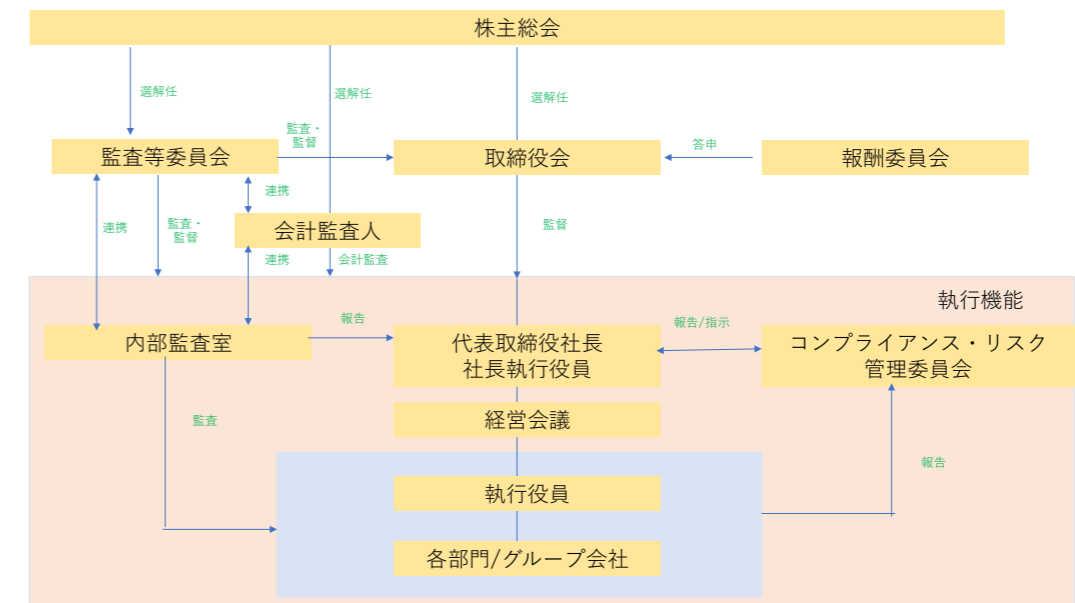 株主総会
選解任
選解任
選解任
監査・
監督
答申
監査等委員会
取締役会
報酬委員会
連携
連携
監査・
監督
監督
会計監査人
連携
会計監査
執行機能
報告
報告/指示
内部監査室
代表取締役社長
社長執行役員
コンプライアンス・リスク
管理委員会
監査
経営会議
報告
執行役員
各部門/グループ会社